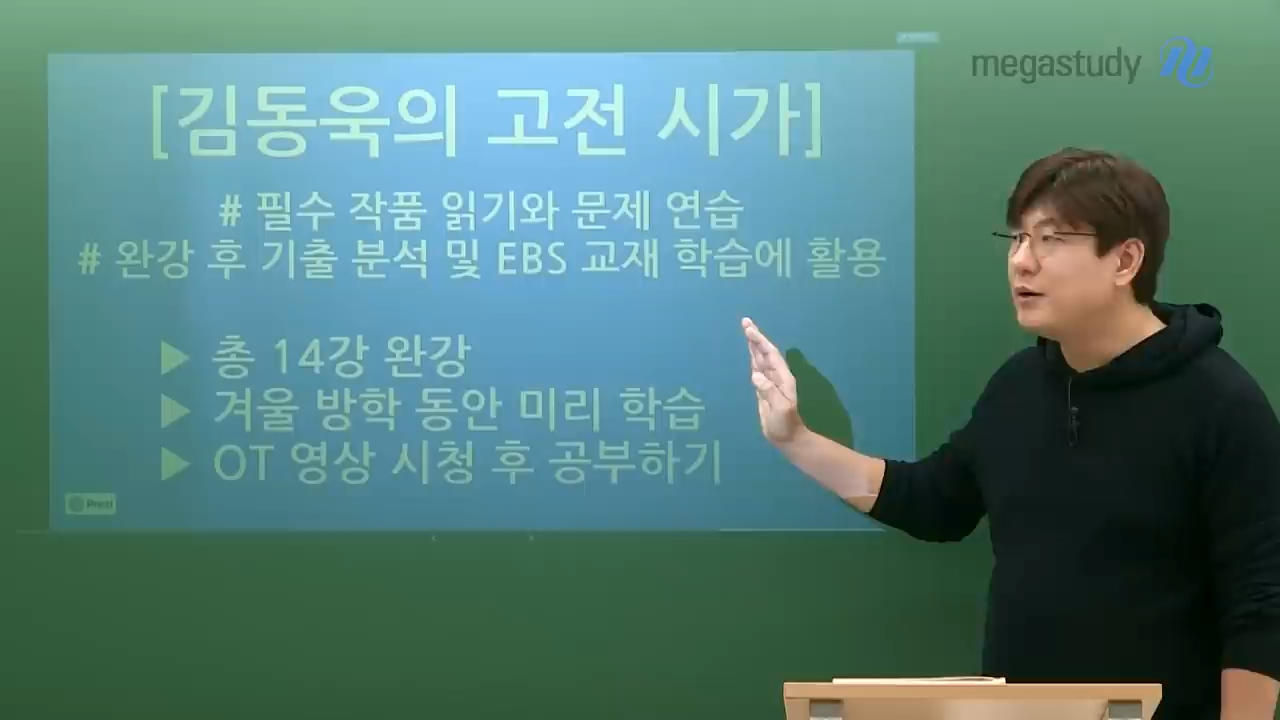 megastudy
[김동욱의 고전 시가]
# 필수 작품 읽기와 문제 연습
# 완강 후 기출 분석 및 EBS 교재 학습에 활용
▶ 총 14강 완강
▶ 겨울 방학 동안 미리 학습
▶ OT 영상 시청 후 공부하기
Prezi